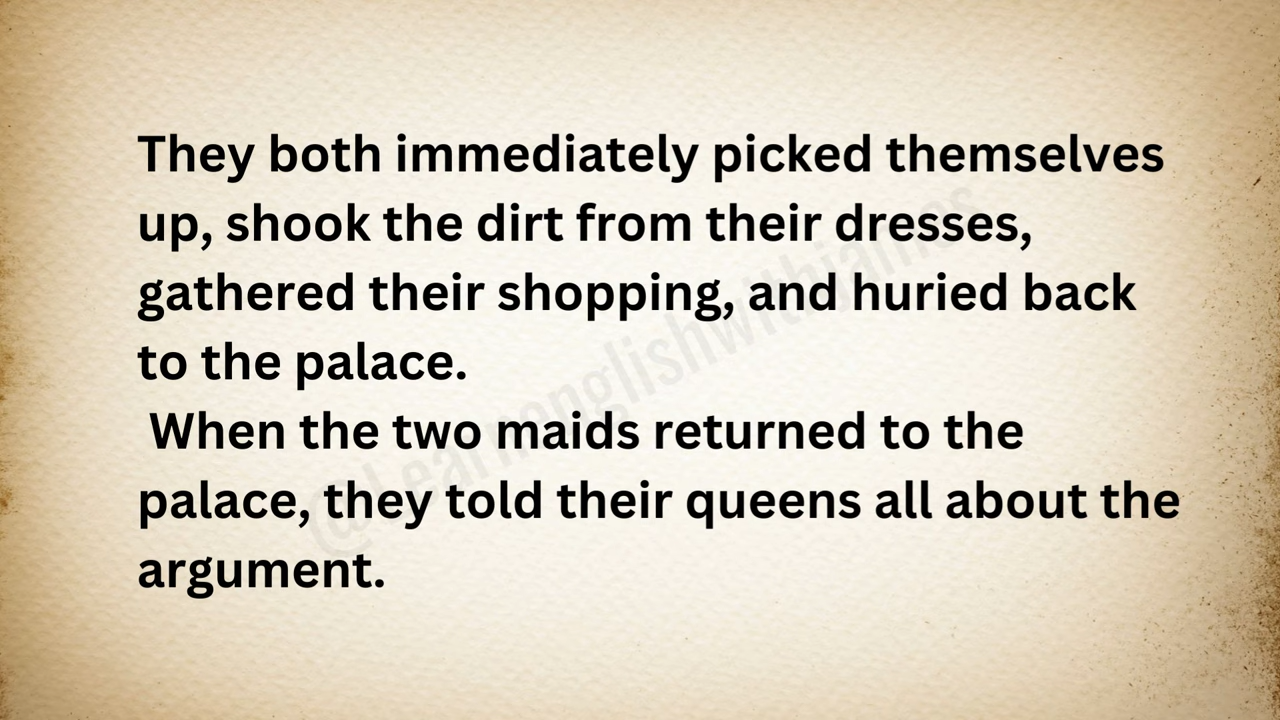 They both immediately picked themselves
up, shook the dirt from their dresses,
gathered their shopping, and huried back
to the palace.
When the two maids returned to the
palace, they told their queens all about the
argument.
@Learnenglishwithjames